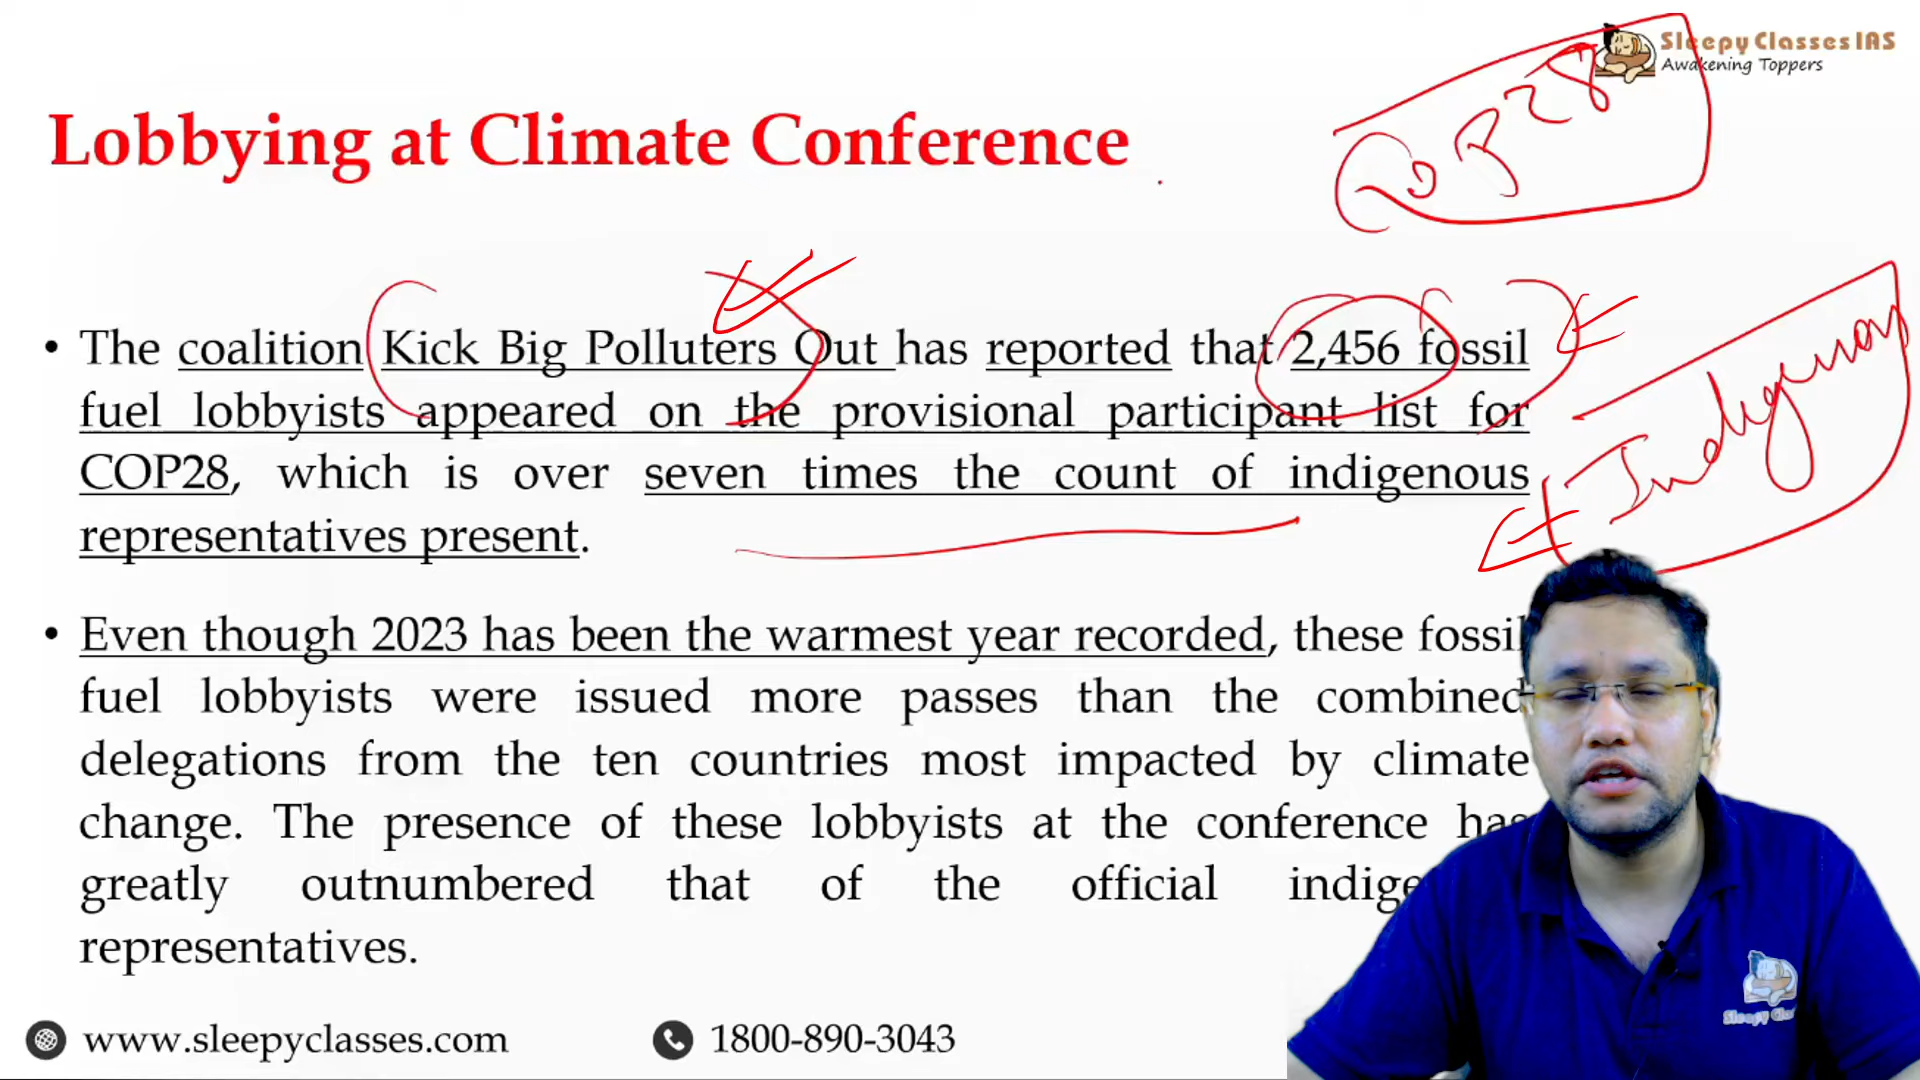 Sleepy Classes IAS
Awakening Toppers
COP28
Lobbying at Climate Conference
• The coalition Kick Big Polluters Out has reported that 2,456 fossil
fuel lobbyists appeared on the provisional participant list for
COP28, which is over seven times the count of indigenous
representatives present.
Indigenous
• Even though 2023 has been the warmest year recorded, these fossil
fuel lobbyists were issued more passes than the combined
delegations from the ten countries most impacted by climate
change. The presence of these lobbyists at the conference has
greatly outnumbered that of the official
representatives.
www.sleepyclasses.com
1800-890-3043